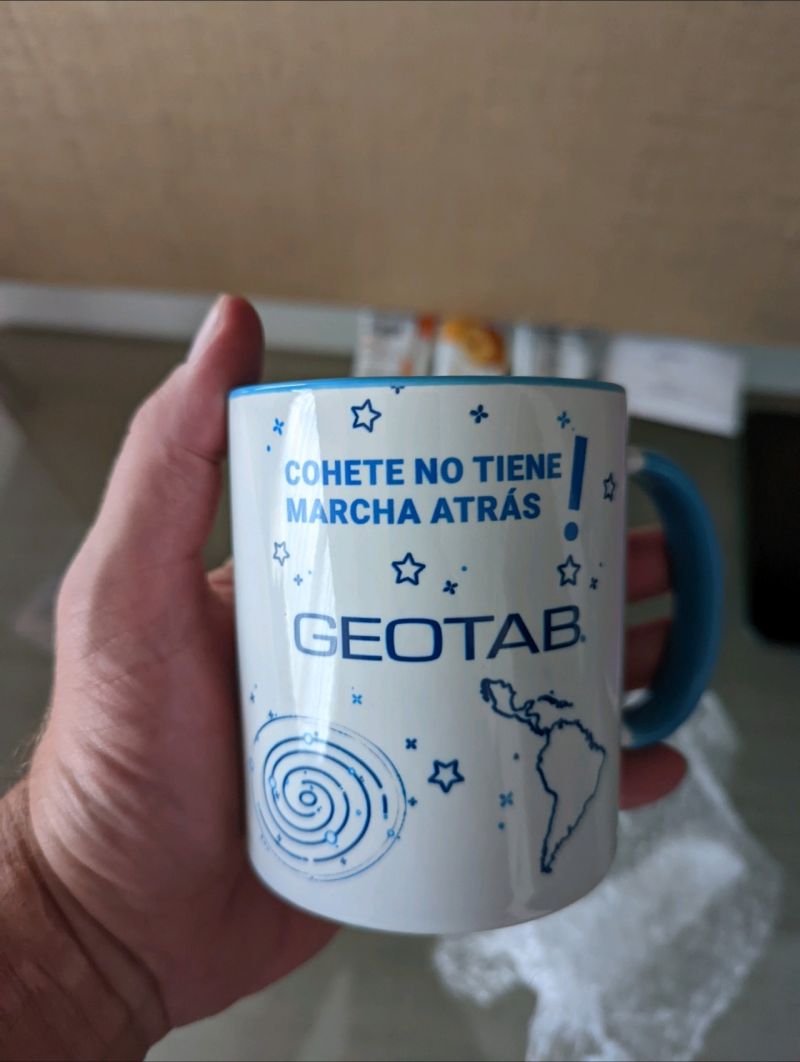 COHETE NO TIENE
MARCHA ATRÁS !
GEOTAB